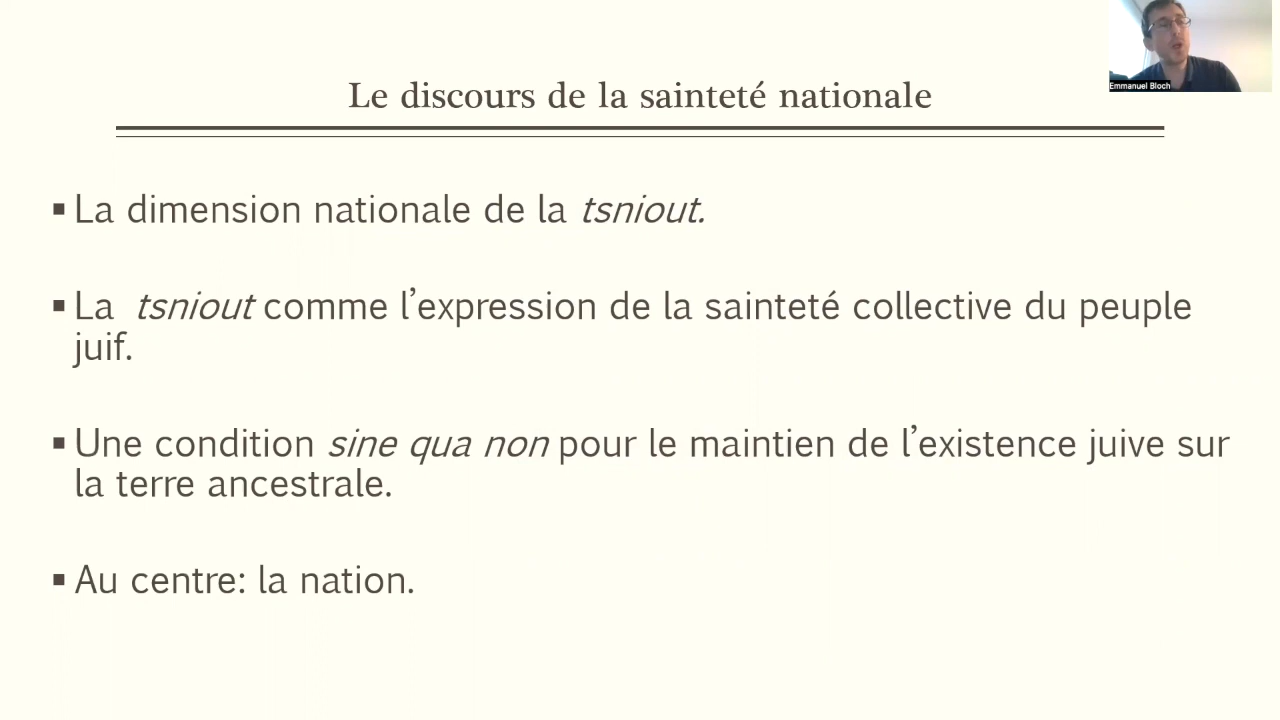 Le discours de la sainteté nationale
Emmanuel Bloch
▪ La dimension nationale de la tsniout.
▪ La tsniout comme l’expression de la sainteté collective du peuple
juif.
▪ Une condition sine qua non pour le maintien de l’existence juive sur
la terre ancestrale.
▪ Au centre: la nation.